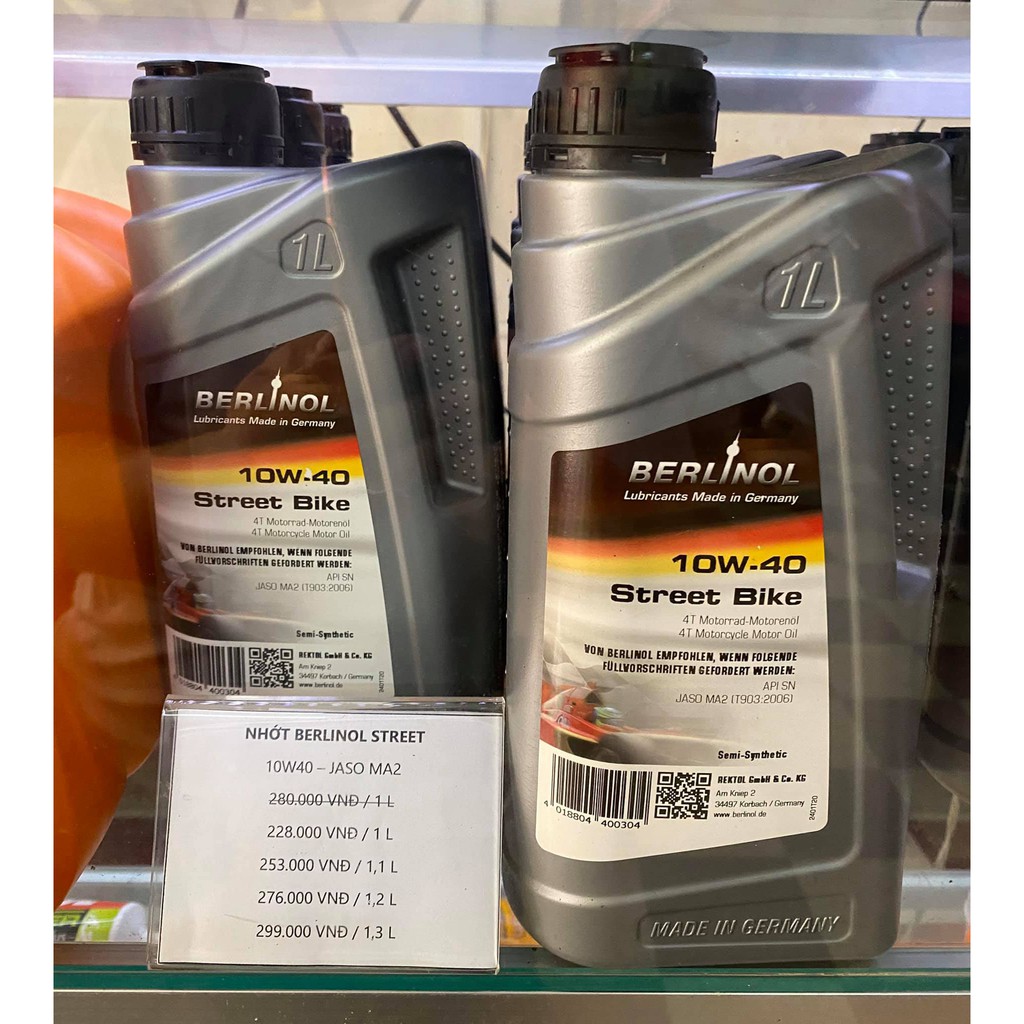 1L
BERLINOL
Lubricants Made in Germany
10W-40
Street Bike
4T Motorrad-Motorenöl
4T Motorcycle Motor Oil
VON BERLINOL EMPFOHLEN, WENN FOLGENDE
FÜLLVORSCHRIFTEN GEFORDERT WERDEN:
API SN
JASO MA2 (T903:2006)
Semi-Synthetic
REKTOL GmbH & Co. KG
Am Kniep 2
34497 Korbach / Germany
www.berlinol.de
018804 400304
2401T20
NHỚT BERLINOL STREET
10W40 – JASO MA2
280.000 VNĐ / 1 L
228.000 VNĐ / 1 L
253.000 VNĐ / 1,1 L
276.000 VNĐ / 1,2 L
299.000 VNĐ / 1,3 L
1L
BERLINOL
Lubricants Made in Germany
10W-40
Street Bike
4T Motorrad-Motorenöl
4T Motorcycle Motor Oil
VON BERLINOL EMPFOHLEN, WENN FOLGENDE
FÜLLVORSCHRIFTEN GEFORDERT WERDEN:
API SN
JASO MA2 (T903:2006)
Semi-Synthetic
REKTOL GmbH & Co. KG
Am Kniep 2
34497 Korbach / Germany
www.berlinol.de
4 018804 400304
2401T20
MADE IN GERMANY